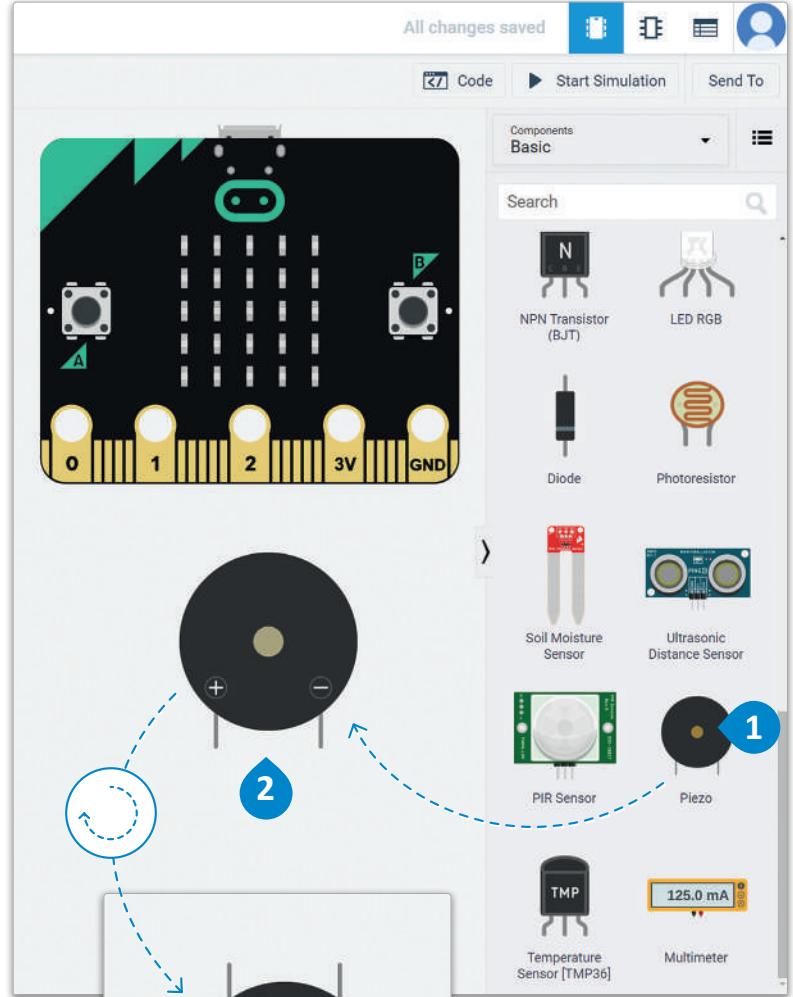 All changes saved
Code
Start Simulation
Send To
Components
Basic
Search
N
NPN Transistor
(BJT)
LED RGB
B
A
0
1
2
3V
GND
Diode
Photoresistor
Soil Moisture
Sensor
Ultrasonic
Distance Sensor
+
−
PIR Sensor
Piezo
1
2
TMP
125.0 mA
Temperature
Sensor [TMP36]
Multimeter